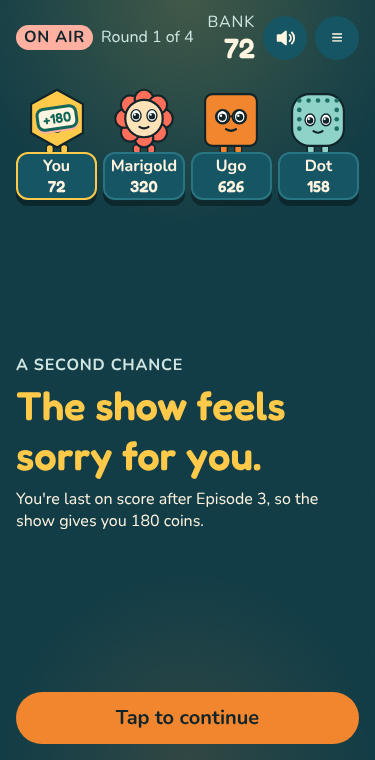 ON AIR
Round 1 of 4
BANK
72
+180
You
72
Marigold
320
Ugo
626
Dot
158
A SECOND CHANCE
The show feels
sorry for you.
You're last on score after Episode 3, so the
show gives you 180 coins.
Tap to continue